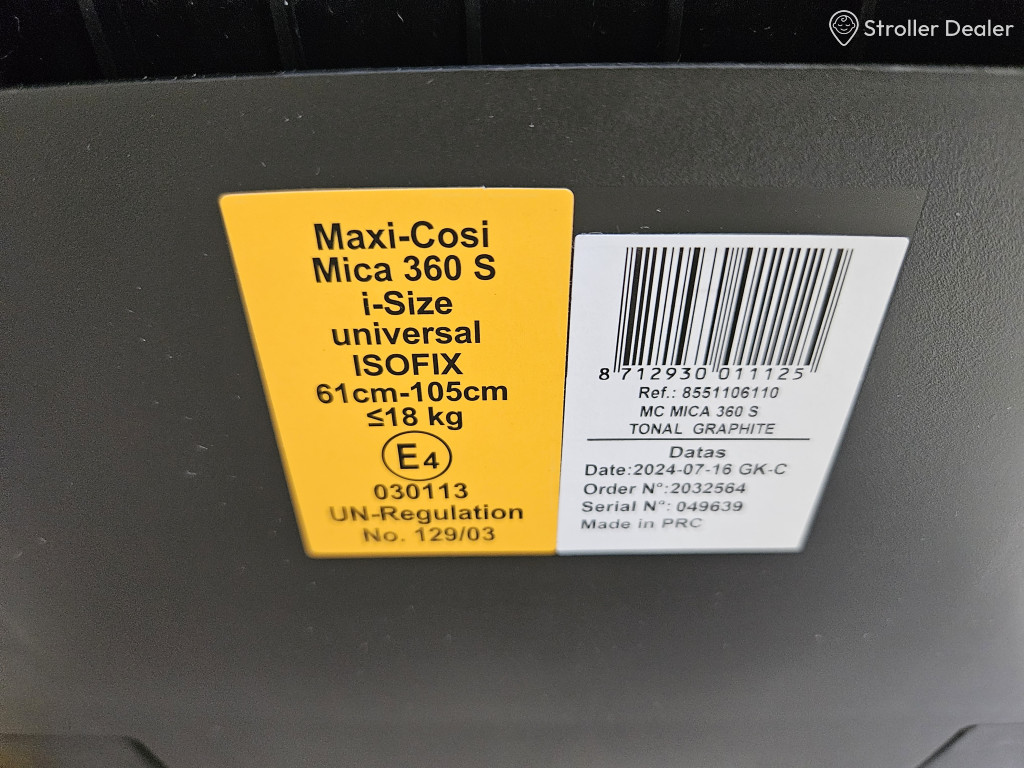 Stroller Dealer
Maxi-Cosi
Mica 360 S
i-Size
universal
ISOFIX
61cm-105cm
≤18 kg
E4
030113
UN-Regulation
No. 129/03
8 712930 011125
Ref.: 8551106110
MC MICA 360 S
TONAL GRAPHITE
Datas
Date:2024-07-16 GK-C
Order N°:2032564
Serial N°: 049639
Made in PRC